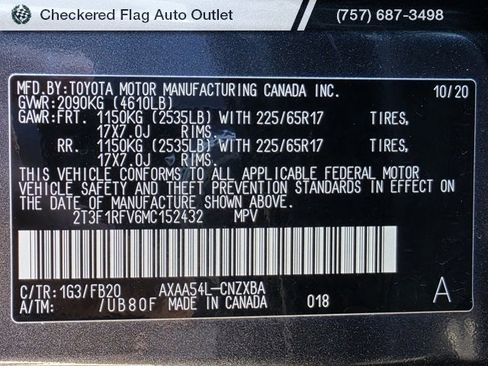 Checkered Flag Auto Outlet (757) 687-3498
MFD.BY:TOYOTA MOTOR MANUFACTURING CANADA INC. 10/20
GVWR:2090KG (4610LB)
GAWR:FRT. 1150KG (2535LB) WITH 225/65R17 TIRES,
17X7.0J RIMS.
RR. 1150KG (2535LB) WITH 225/65R17 TIRES,
17X7.0J RIMS.
THIS VEHICLE CONFORMS TO ALL APPLICABLE FEDERAL MOTOR
VEHICLE SAFETY AND THEFT PREVENTION STANDARDS IN EFFECT
ON THE DATE OF MANUFACTURE SHOWN ABOVE.
2T3F1RFV6MC152432 MPV
C/TR:1G3/FB20 AXAA54L-CNZXBA A
A/TM: /UB80F MADE IN CANADA 018